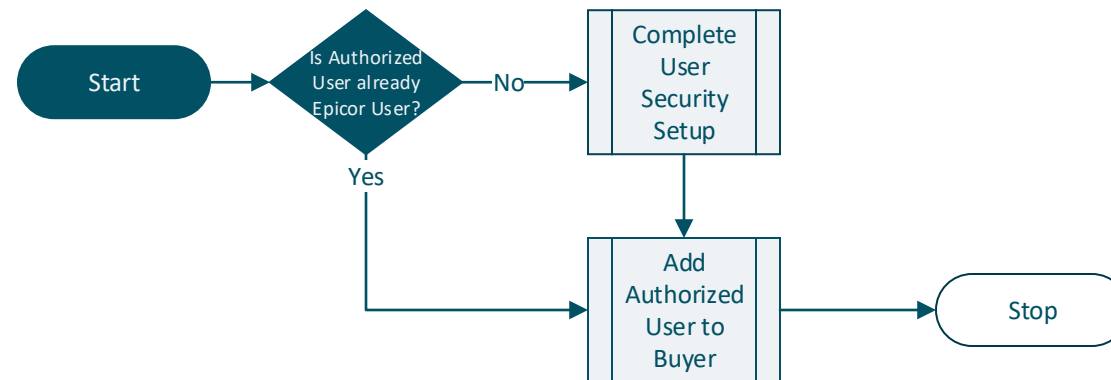 Start
Is Authorized
User already
Epicor User?
No
Complete
User
Security
Setup
Yes
Add
Authorized
User to
Buyer
Stop